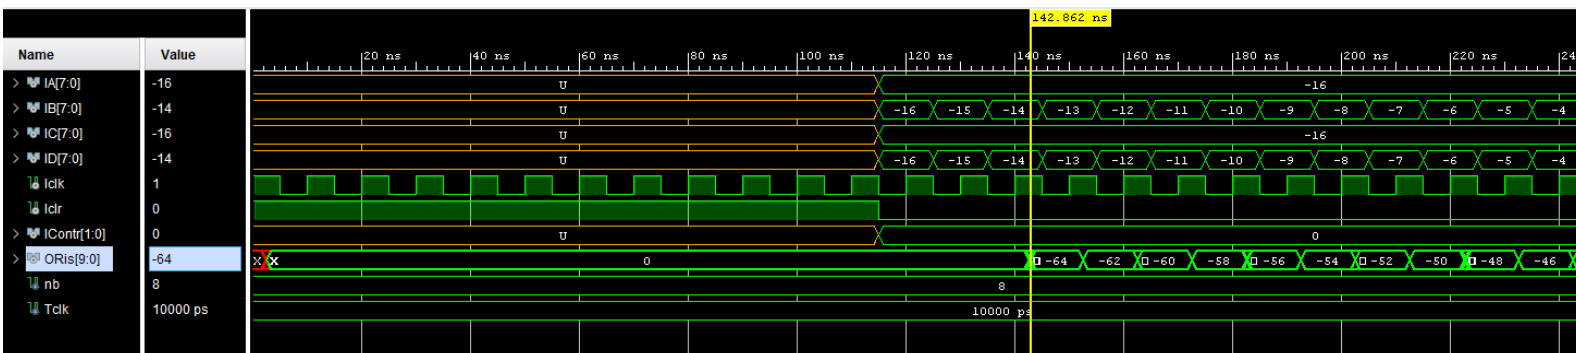 142.862 ns
Name Value 20 ns 40 ns 60 ns 80 ns 100 ns 120 ns 140 ns 160 ns 180 ns 200 ns 220 ns 24
IA[7:0] -16 U -16
IB[7:0] -14 U -16 -15 -14 -13 -12 -11 -10 -9 -8 -7 -6 -5 -4
IC[7:0] -16 U -16
ID[7:0] -14 U -16 -15 -14 -13 -12 -11 -10 -9 -8 -7 -6 -5 -4
Iclk 1
Iclr 0
IContr[1:0] 0 U 0
ORis[9:0] -64 X X 0 -64 -62 -60 -58 -56 -54 -52 -50 -48 -46
nb 8 8
Tclk 10000 ps 10000 ps